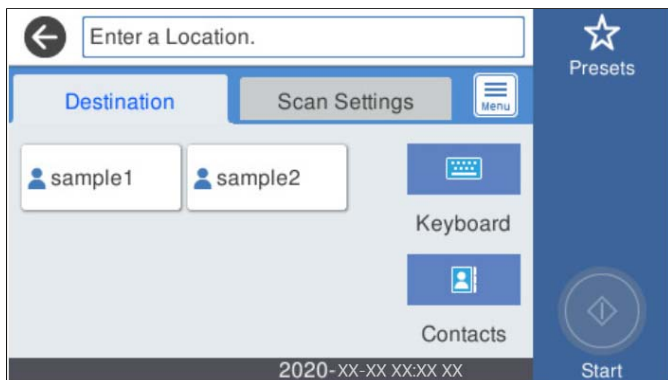 Enter a Location.
Presets
Destination
Scan Settings
Menu
sample1
sample2
Keyboard
Contacts
2020-XX-XX XX:XX XX
Start